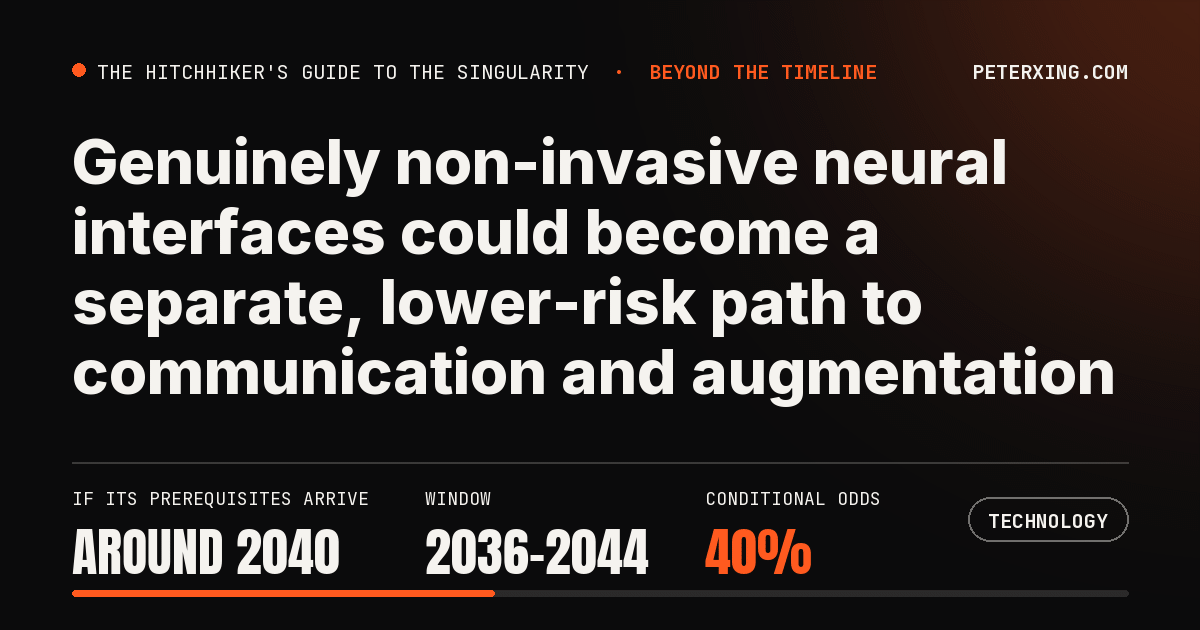 THE HITCHHIKER'S GUIDE TO THE SINGULARITY · BEYOND THE TIMELINE PETERXING.COM
Genuinely non-invasive neural
interfaces could become a
separate, lower-risk path to
communication and augmentation
IF ITS PREREQUISITES ARRIVE WINDOW CONDITIONAL ODDS
AROUND 2040 2036-2044 40% TECHNOLOGY